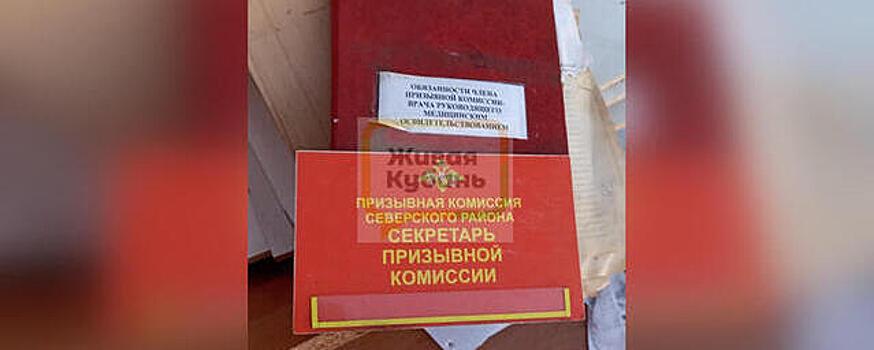 ОБЯЗАННОСТИ ЧЛЕНА
ПРИЗЫВНОЙ КОМИССИИ-
ВРАЧА РУКОВОДЯЩЕГО
МЕДИЦИНСКИМ
ОСВИДЕТЕЛЬСТВОВАНИЕМ
Живая
Кубань
ПРИЗЫВНАЯ КОМИССИЯ
СЕВЕРСКОГО РАЙОНА
СЕКРЕТАРЬ
ПРИЗЫВНОЙ
КОМИССИИ